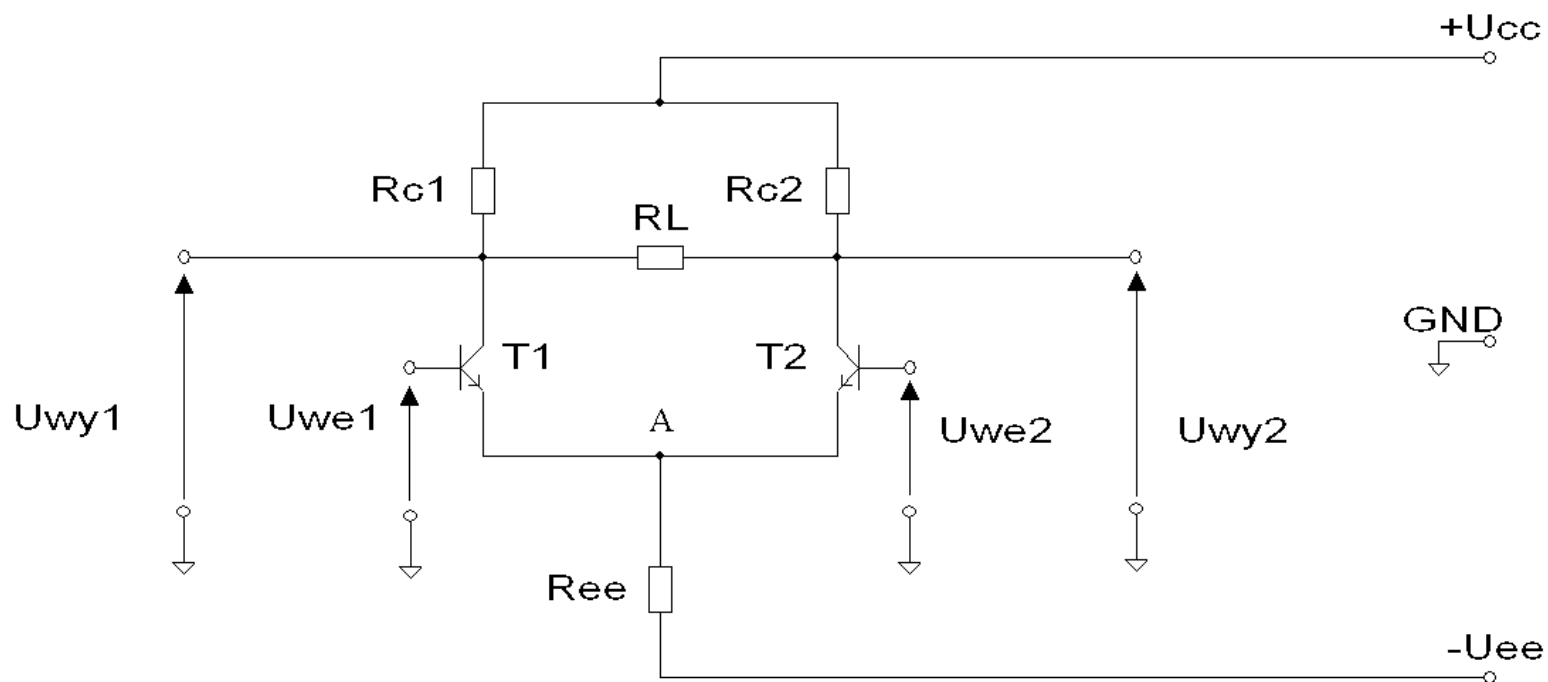 +Ucc
Rc1
Rc2
RL
GND
T1
T2
Uwy1
Uwe1
A
Uwe2
Uwy2
Ree
-Uee